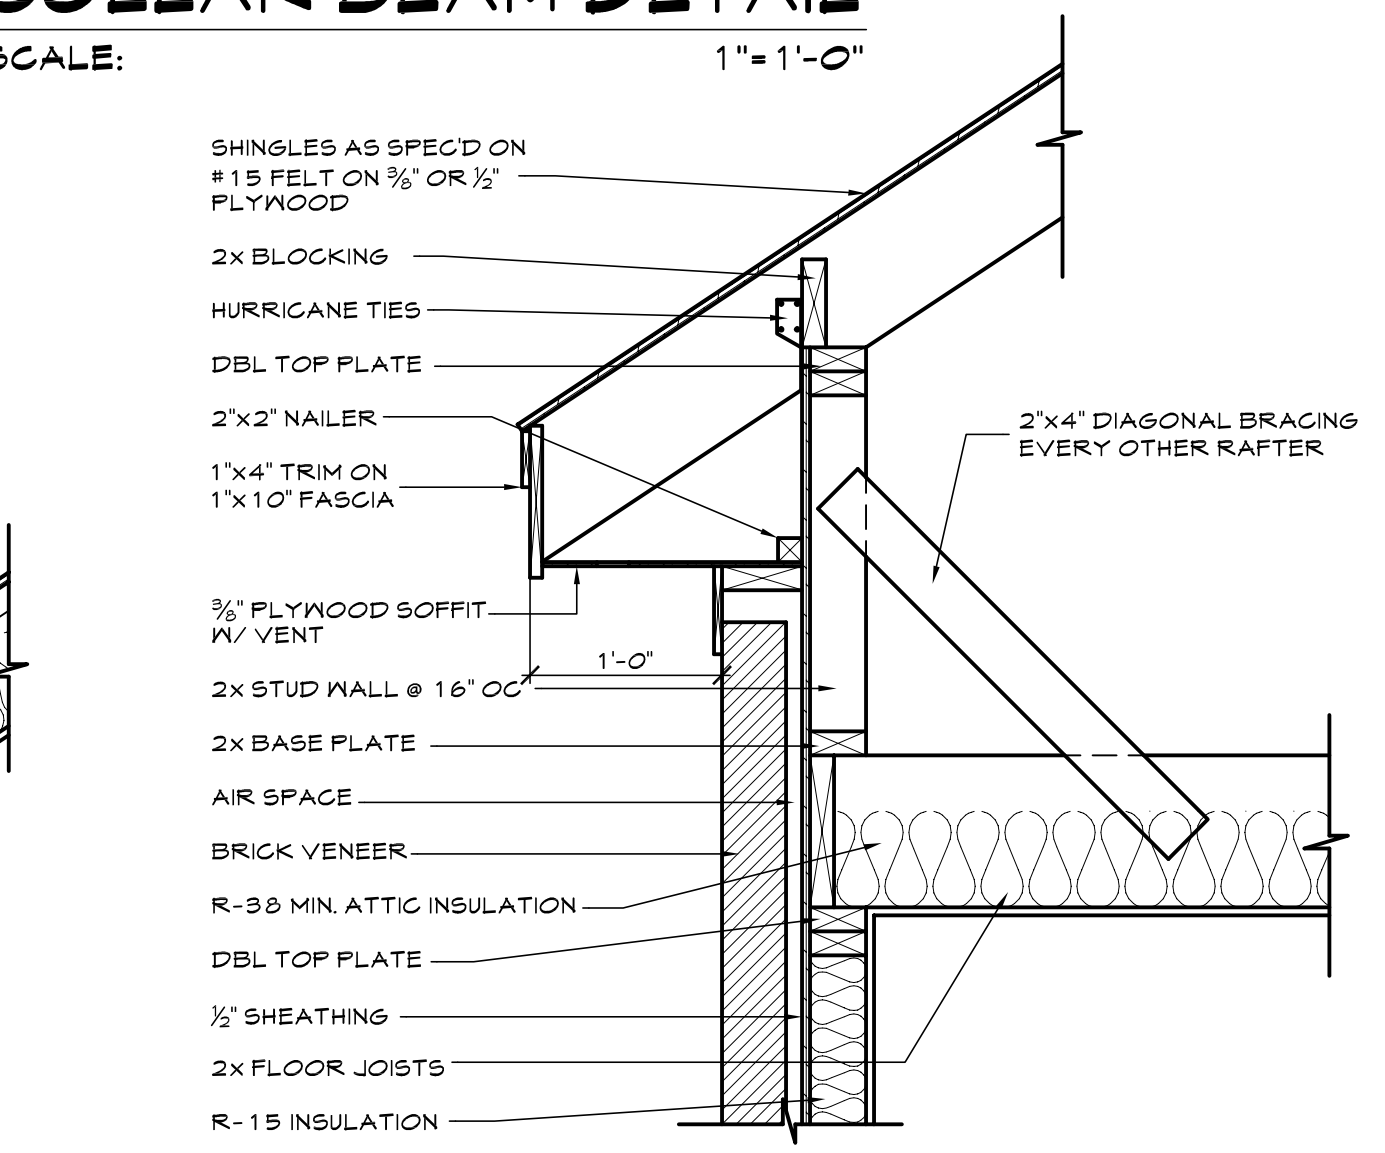 BEAM DETAIL
SCALE: 1"= 1'-0"
SHINGLES AS SPEC'D ON
#15 FELT ON ⅜" OR ½"
PLYWOOD
2x BLOCKING
HURRICANE TIES
DBL TOP PLATE
2"x2" NAILER
1"x4" TRIM ON
1"x10" FASCIA
2"x4" DIAGONAL BRACING
EVERY OTHER RAFTER
⅜" PLYWOOD SOFFIT
W/ VENT
1'-0"
2x STUD WALL @ 16" OC
2x BASE PLATE
AIR SPACE
BRICK VENEER
R-38 MIN. ATTIC INSULATION
DBL TOP PLATE
½" SHEATHING
2x FLOOR JOISTS
R-15 INSULATION